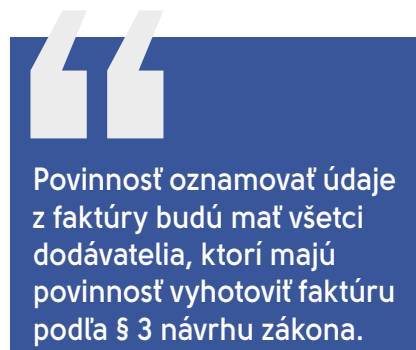 Povinnosť oznamovať údaje
z faktúry budú mať všetci
dodávatelia, ktorí majú
povinnosť vyhotoviť faktúru
podľa § 3 návrhu zákona.